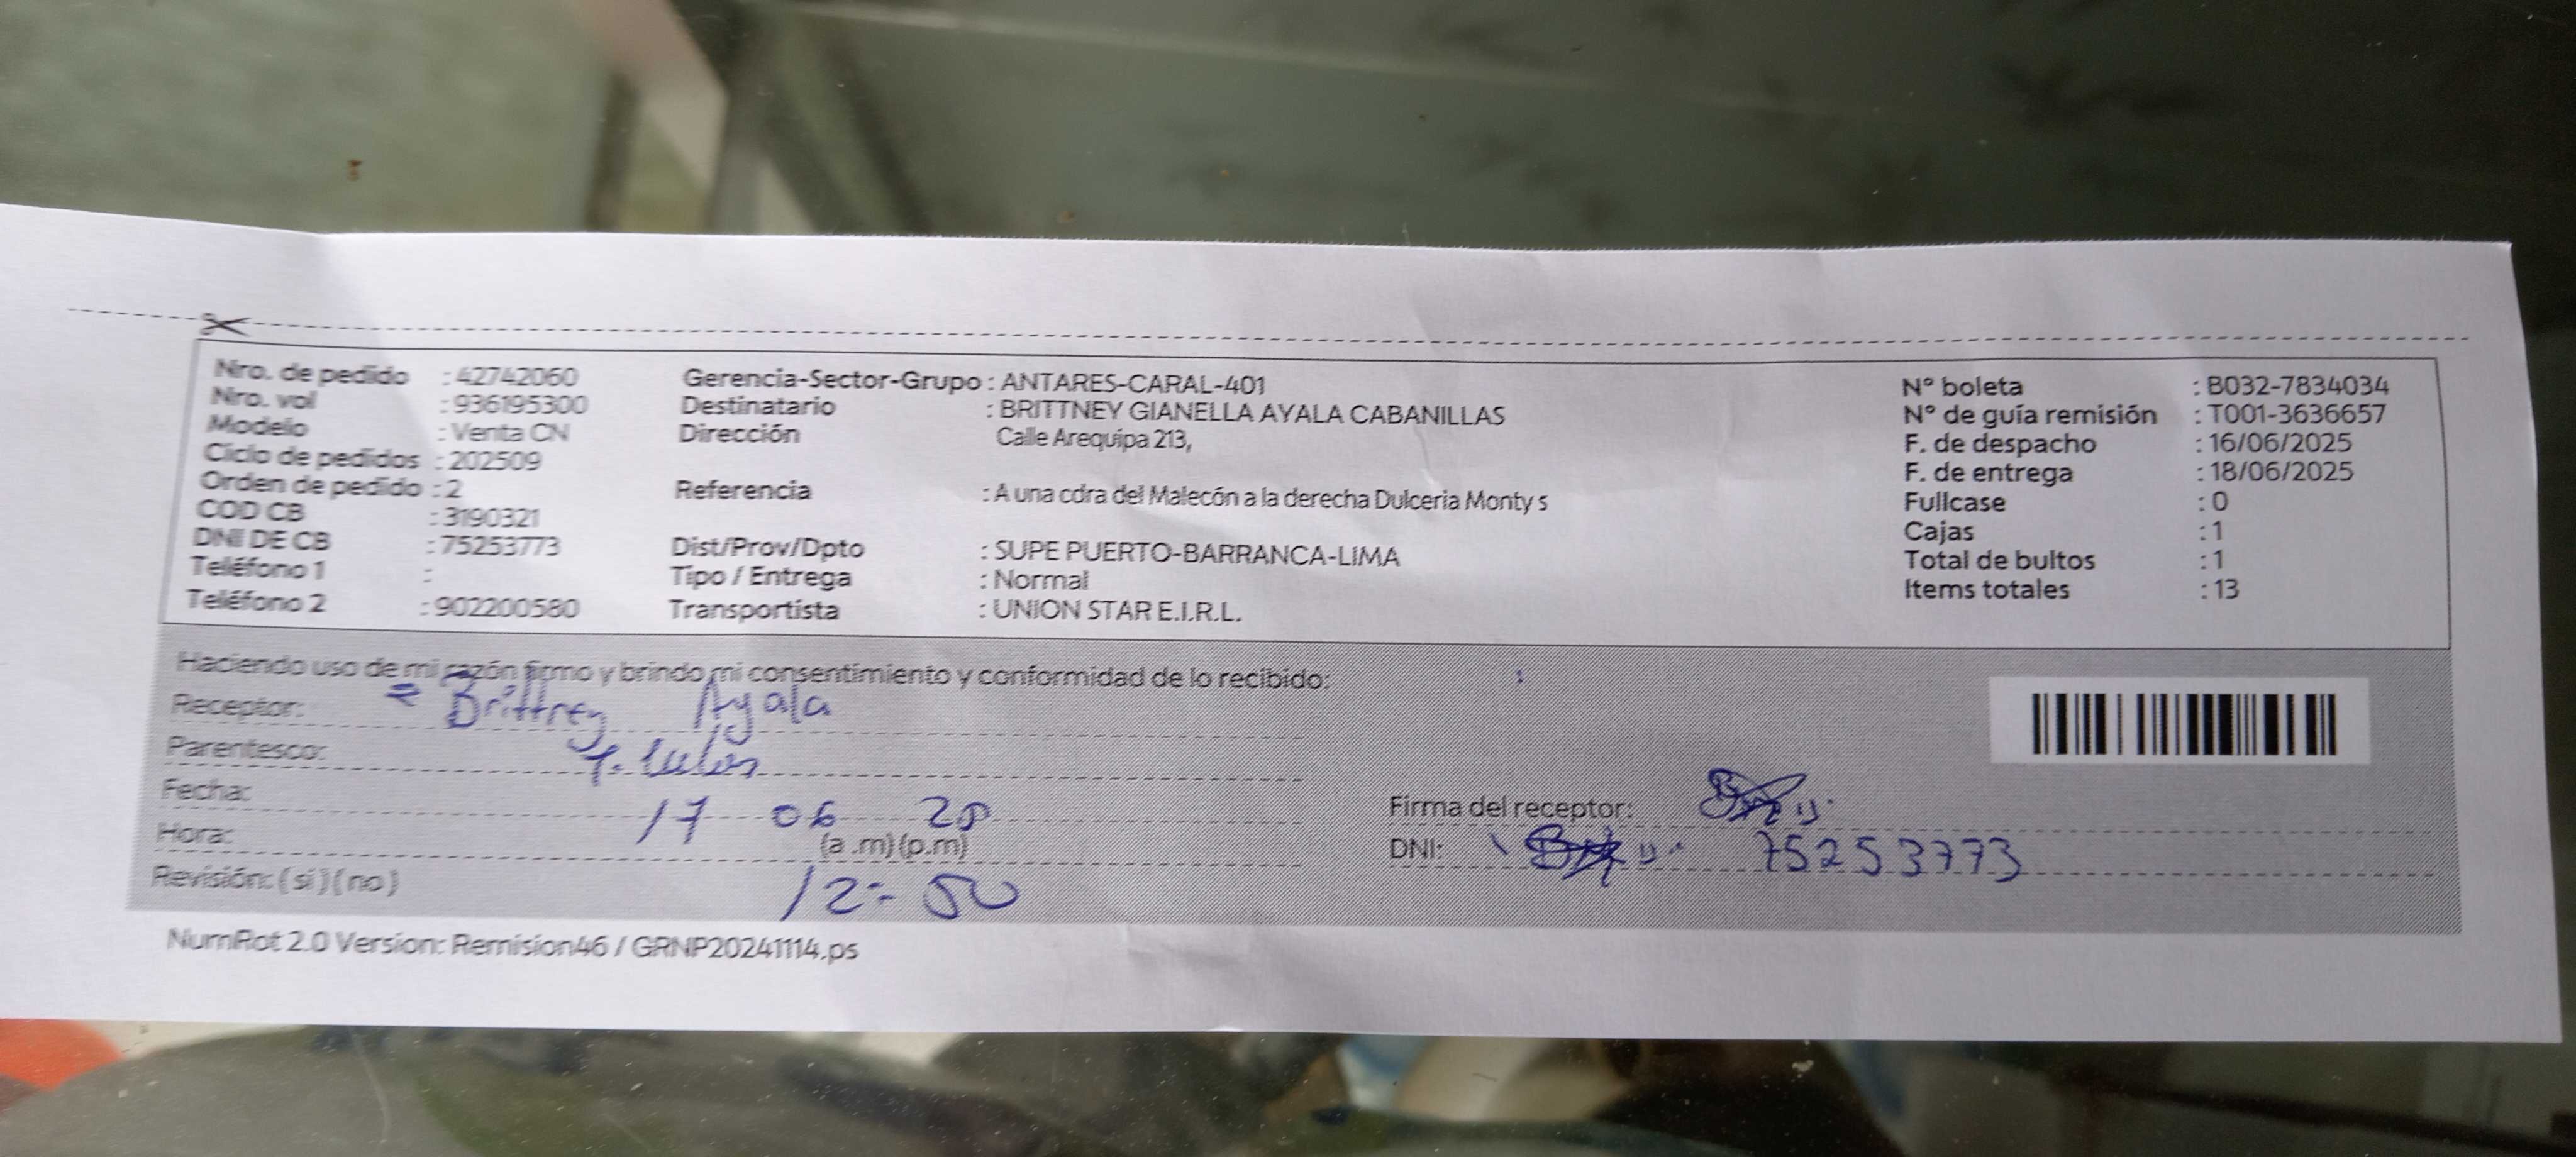 Nro. de pedido : 42742060
Nro. vol : 936195300
Modelo : Venta CN
Ciclo de pedidos : 202509
Orden de pedido : 2
COD CB : 3190321
DNI DE CB : 75253773
Teléfono 1 :
Teléfono 2 : 902200580
Gerencia-Sector-Grupo : ANTARES-CARAL-401
Destinatario : BRITTNEY GIANELLA AYALA CABANILLAS
Dirección Calle Arequipa 213,
Referencia : A una cdra del Malecón a la derecha Dulceria Monty s
Dist/Prov/Dpto : SUPE PUERTO-BARRANCA-LIMA
Tipo / Entrega : Normal
Transportista : UNION STAR E.I.R.L.
N° boleta : B032-7834034
N° de guía remisión : T001-3636657
F. de despacho : 16/06/2025
F. de entrega : 18/06/2025
Fullcase : 0
Cajas : 1
Total de bultos : 1
Items totales : 13
Haciendo uso de mi razón firmo y brindo mi consentimiento y conformidad de lo recibido:
Receptor: Brittney Ayala
Parentesco:
Fecha: 17 06
Hora: (a .m) (p.m)
12:50
Revisión: ( si ) ( no )
Firma del receptor:
DNI: 75253773
NumRot 2.0 Version: Remision46 / GRNP20241114.ps